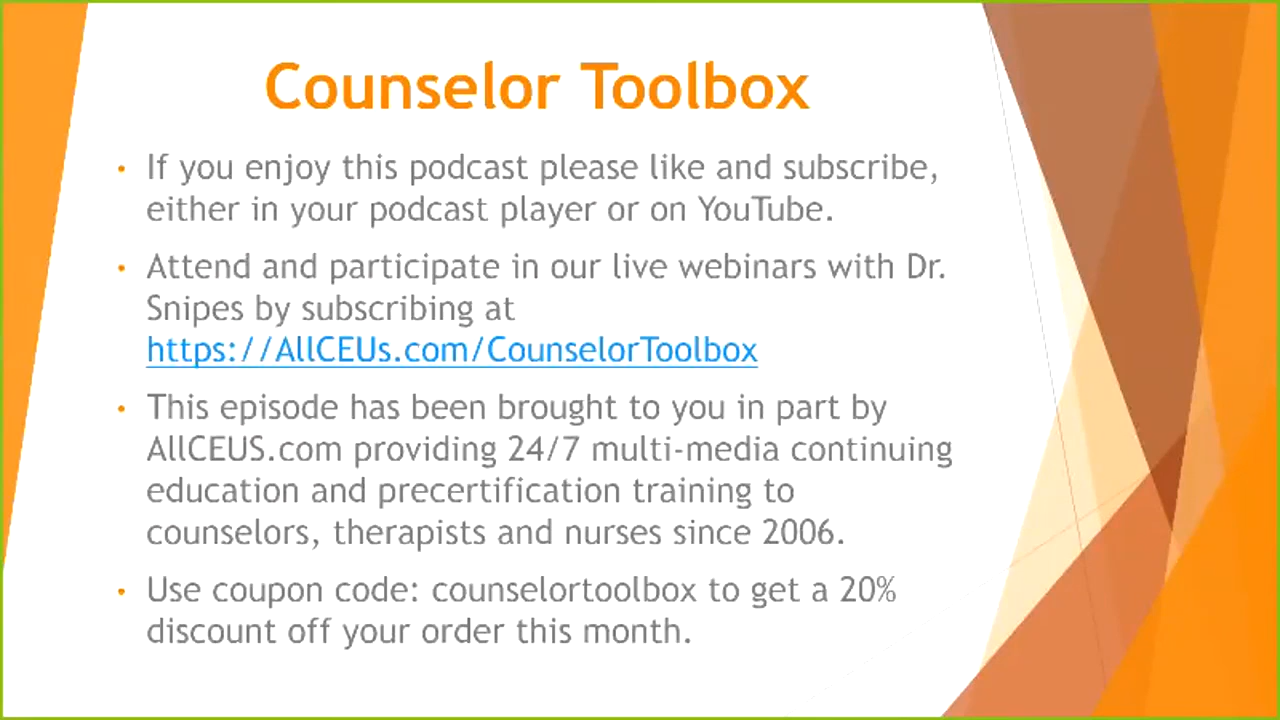 Counselor Toolbox
• If you enjoy this podcast please like and subscribe,
either in your podcast player or on YouTube.
• Attend and participate in our live webinars with Dr.
Snipes by subscribing at
https://AllCEUs.com/CounselorToolbox
• This episode has been brought to you in part by
AllCEUS.com providing 24/7 multi-media continuing
education and precertification training to
counselors, therapists and nurses since 2006.
• Use coupon code: counselortoolbox to get a 20%
discount off your order this month.